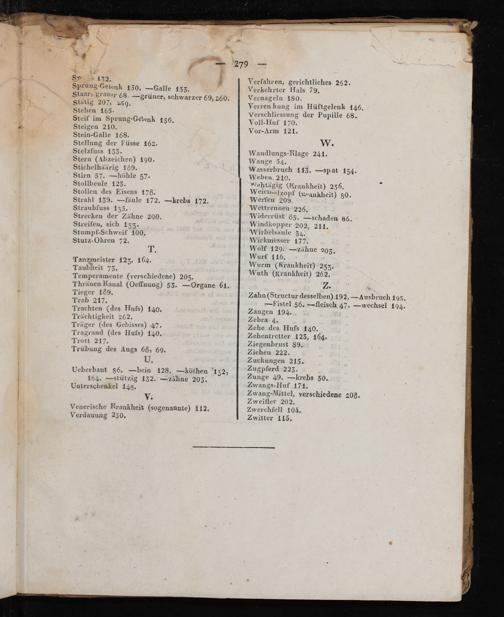 — 279 —
132.
Sprung-Gelenk 130. —Galle 153.
Staar, grauer 68. —grüner, schwarzer 69, 260.
Stätig 207, 259.
Stehen 165.
Steif im Sprung-Gelenk 156.
Steigen 210.
Stein-Galle 168.
Stellung der Füsse 162.
Stelzfuss 133.
Stern (Abzeichen) 190.
Stichelhaarig 189.
Stirn 57. —höhle 57.
Stollbeule 123.
Stollen des Eisens 178.
Strahl 139. —fäule 172. —krebs 172.
Straubfuss 135.
Strecken der Zähne 200.
Streifen, sich 133.
Stumpf-Schweif 100.
Stutz-Ohren 72.
T.
Tanzmeister 125, 164.
Taubheit 73.
Temperamente (verschiedene) 205.
Thränen Kanal (Oeffnung) 53. —Organe 61.
Tieger 189.
Trab 217.
Trachten (des Hufs) 140.
Trächtigkeit 262.
Träger (des Gebisses) 47.
Tragrand (des Hufs) 140.
Trott 217.
Trübung des Augs 68, 69.
U.
Ueberbaut 86. —bein 128. —köthen 132,
164. —stützig 132. —zähne 203.
Unterschenkel 148.
V.
Venerische Krankheit (sogenannte) 112.
Verdauung 230.
Verfahren, gerichtliches 262.
Verkehrter Hals 79.
Vernageln 180.
Verrenkung im Hüftgelenk 146.
Verschliessung der Pupille 68.
Voll-Huf 170.
Vor-Arm 121.
W.
Wandlungs-Klage 241.
Wange 54.
Wasserbruch 113. —spat 154.
Weben 210.
Wehtägig (Krankheit) 256.
Weichselzopf (Krankheit) 80.
Werfen 209.
Wettrennen 226.
Widerrüst 85. —schaden 86.
Windkopper 202, 211.
Wirbelsäule 34.
Wirkmesser 177.
Wolf 129. —zähne 203.
Wurf 116.
Wurm (Krankheit) 253.
Wuth (Krankheit) 262.
Z.
Zahn (Structur desselben) 192. —Ausbruch 195.
—Fistel 56. —fleisch 47. —wechsel 194.
Zangen 194.
Zebra 4.
Zehe des Hufs 140.
Zehentretter 125, 164.
Ziegenbrust 89.
Ziehen 222.
Zuckungen 215.
Zugpferd 223.
Zunge 49. —krebs 50.
Zwangs-Huf 171.
Zwang-Mittel, verschiedene 208.
Zweifler 202.
Zwerchfell 104.
Zwitter 115.